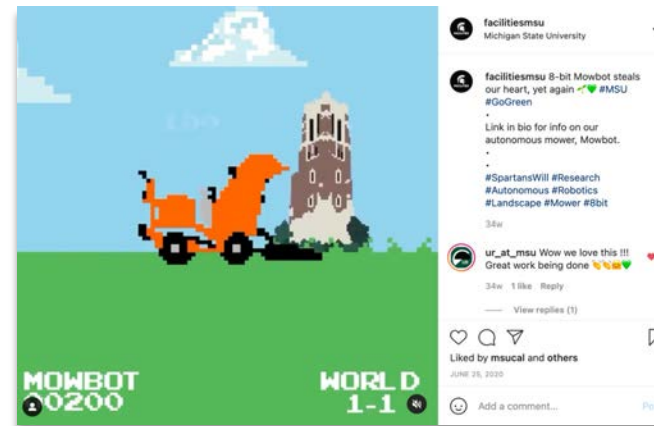 MOWBOT
00200
WORLD
1-1
facilitiesmsu
Michigan State University
facilitiesmsu 8-bit Mowbot steals
our heart, yet again 🌱💚 #MSU
#GoGreen
.
Link in bio for info on our
autonomous mower, Mowbot.
.
.
#SpartansWill #Research
#Autonomous #Robotics
#Landscape #Mower #8bit
34w
ur_at_msu Wow we love this !!!
Great work being done
34w 1 like Reply
View replies (1)
Liked by msucal and others
JUNE 25, 2020
Add a comment...